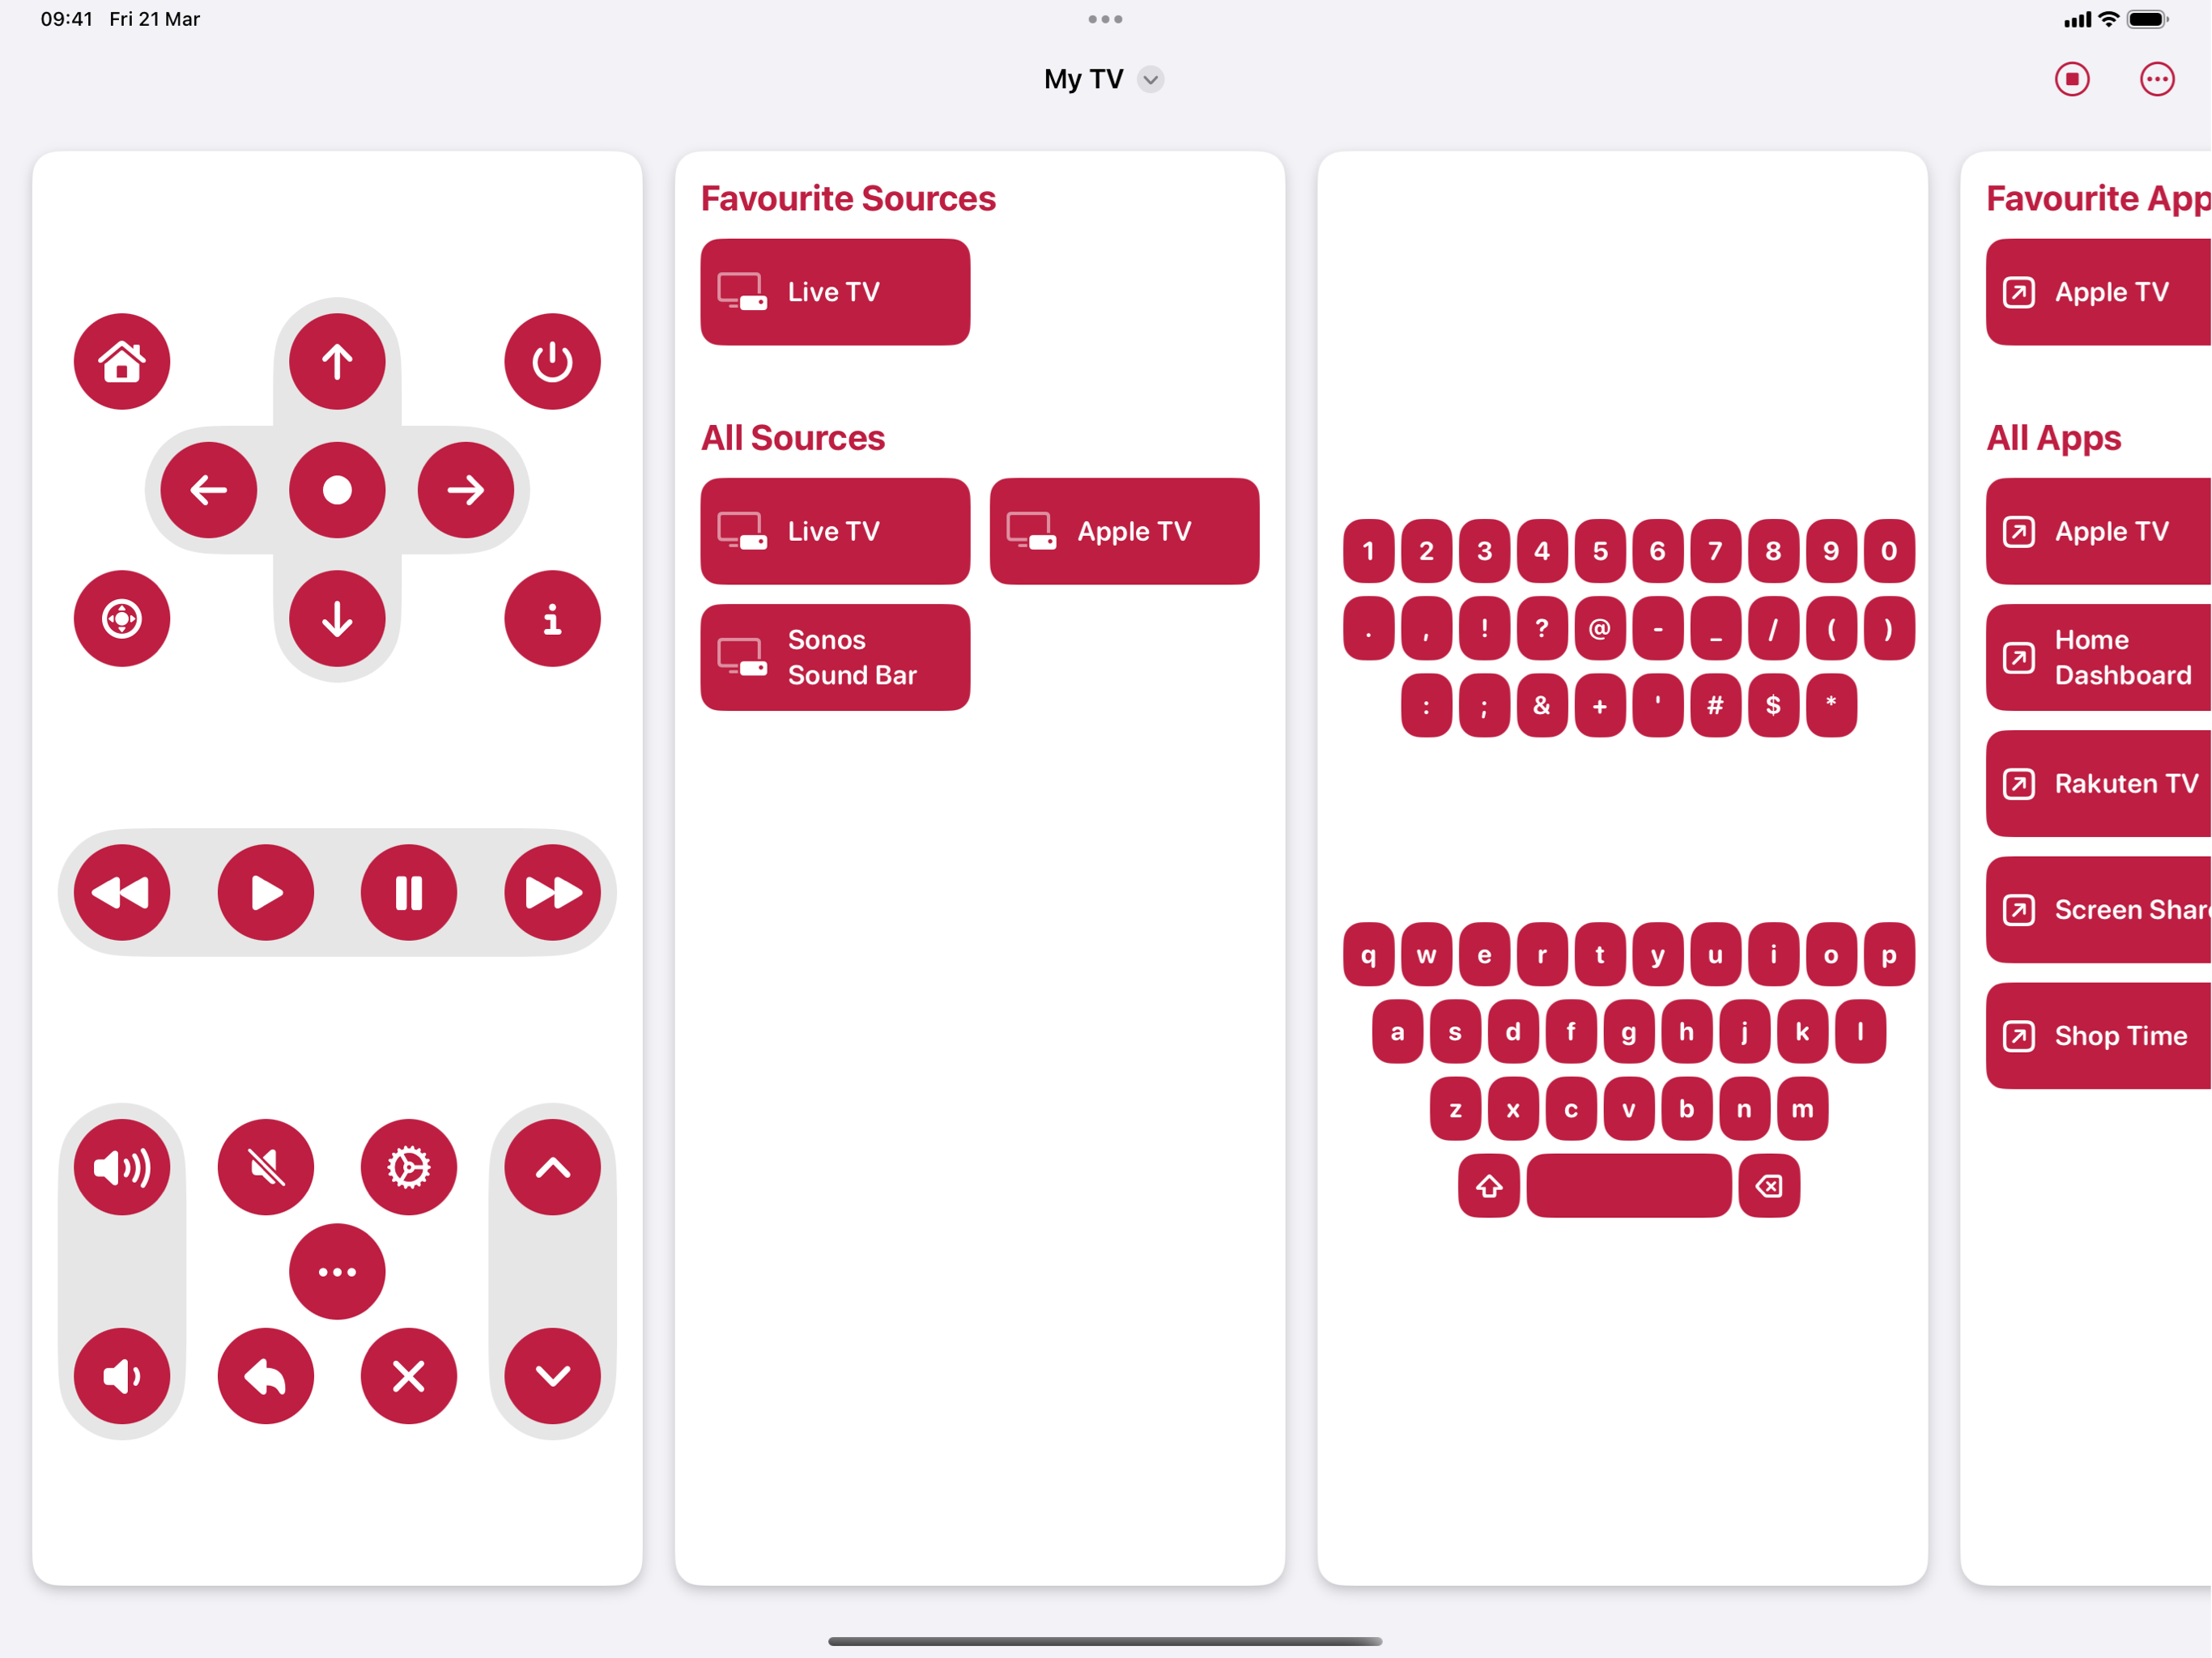 09:41 Fri 21 Mar
My TV
Favourite Sources
Live TV
All Sources
Live TV
Apple TV
Sonos
Sound Bar
1 2 3 4 5 6 7 8 9 0
. , ! ? @ - _ / ( )
: ; & + ' # $ *
q w e r t y u i o p
a s d f g h j k l
z x c v b n m
Favourite App
Apple TV
All Apps
Apple TV
Home
Dashboard
Rakuten TV
Screen
Shop Time